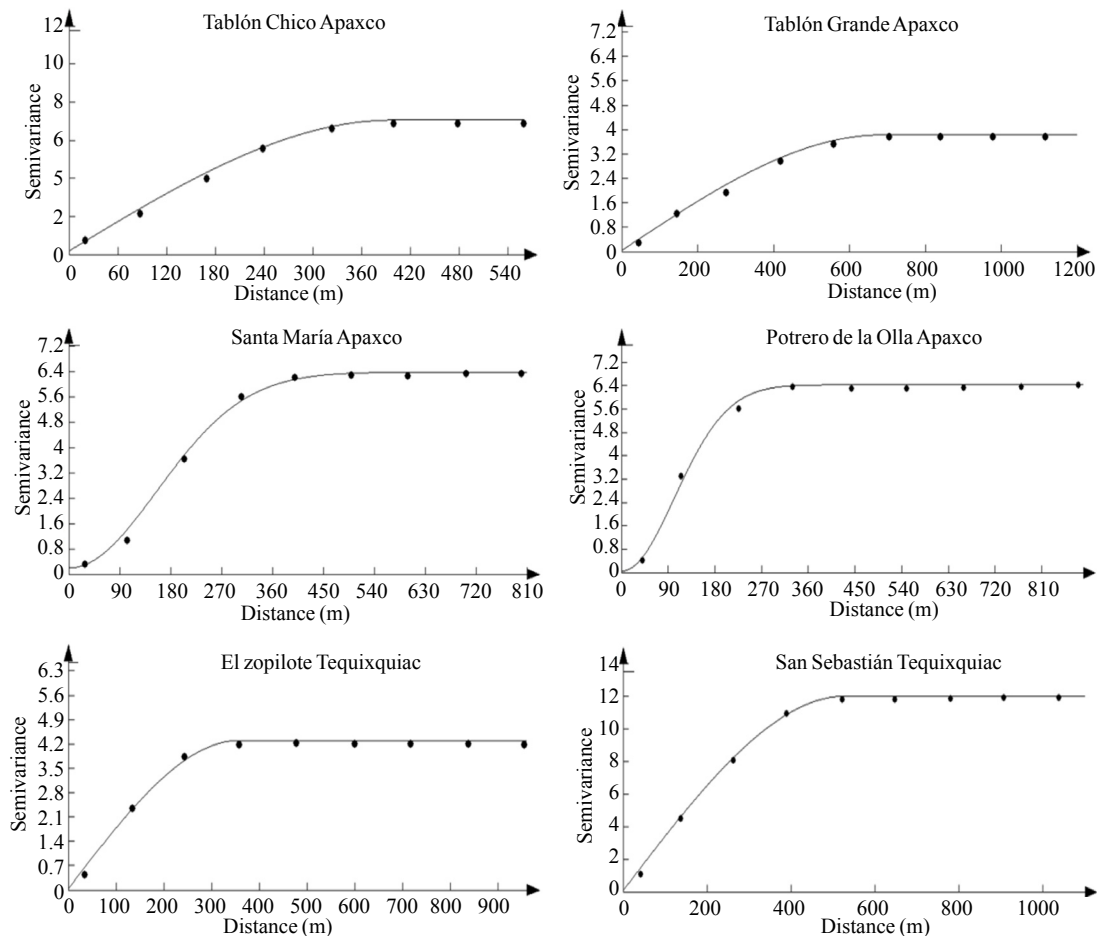 Tablón Chico Apaxco
12
10
8
6
5
2
0
Semivariance
0 60 120 180 240 300 360 420 480 540
Distance (m)
Tablón Grande Apaxco
7.2
6.4
5.6
4.8
4
3.2
2.4
1.6
0.8
0
Semivariance
0 200 400 600 800 1000 1200
Distance (m)
Santa María Apaxco
7.2
6.4
5.6
4.8
4
3.2
2.4
1.6
0.8
0
Semivariance
0 90 180 270 360 450 540 630 720 810
Distance (m)
Potrero de la Olla Apaxco
7.2
6.4
5.6
4.8
4
3.2
2.4
1.6
0.8
0
Semivariance
0 90 180 270 360 450 540 630 720 810
Distance (m)
El zopilote Tequixquiac
6.3
5.6
4.9
4.2
3.5
2.8
2.1
1.4
0.7
0
Semivariance
0 100 200 300 400 500 600 700 800 900
Distance (m)
San Sebastián Tequixquiac
14
12
10
8
6
4
2
0
Semivariance
0 200 400 600 800 1000
Distance (m)